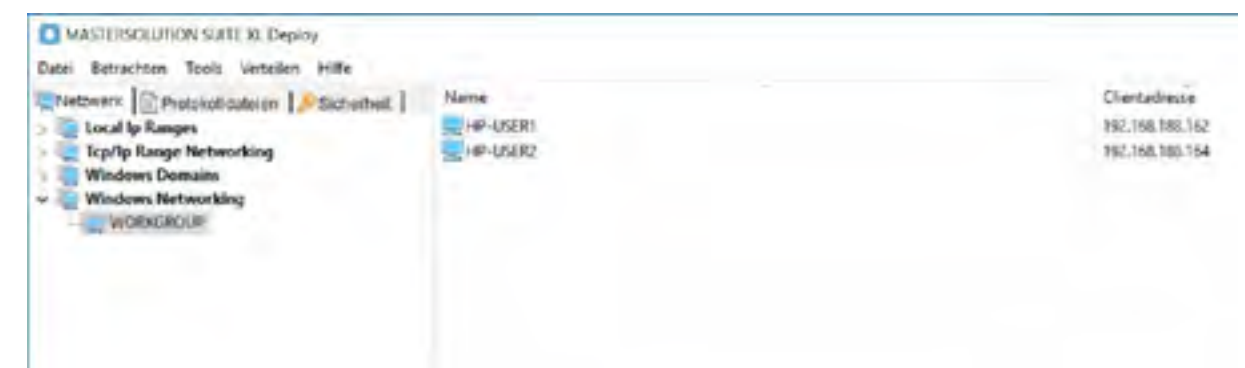 MASTERSOLUTION SUITE XL Deploy
Datei Betrachten Tools Verteilen Hilfe
Netzwerk Protokolldateien Sicherheit
Name Clientadresse
Local Ip Ranges
HP-USER1 192.168.188.162
Tcp/Ip Range Networking
HP-USER2 192.168.188.164
Windows Domains
Windows Networking
WORKGROUP